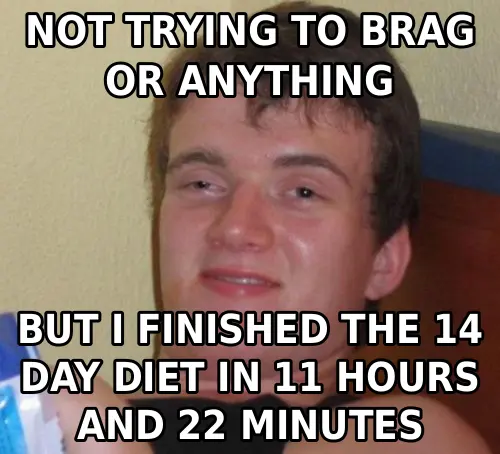 NOT TRYING TO BRAG
OR ANYTHING
BUT I FINISHED THE 14
DAY DIET IN 11 HOURS
AND 22 MINUTES